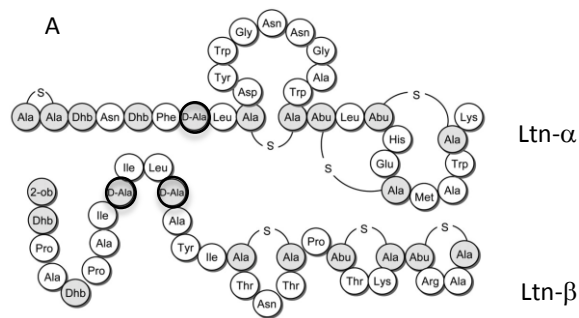 A
Asn Asn
Gly Gly
Trp Ala
Tyr Asp Trp
S S Lys
Ala Ala Dhb Asn Dhb Phe D-Ala Leu Ala Ala Abu Leu Abu Ala
S His Trp
Glu S Ala
Ala Met
Ltn-α
Ile Leu
2-ob D-Ala D-Ala
Dhb Ile Ala
Pro Ala Tyr Ile Ala S Ala Pro Abu S Ala Abu S Ala
Ala Pro Thr Thr Thr Lys Arg Ala
Dhb Asn
Ltn-β